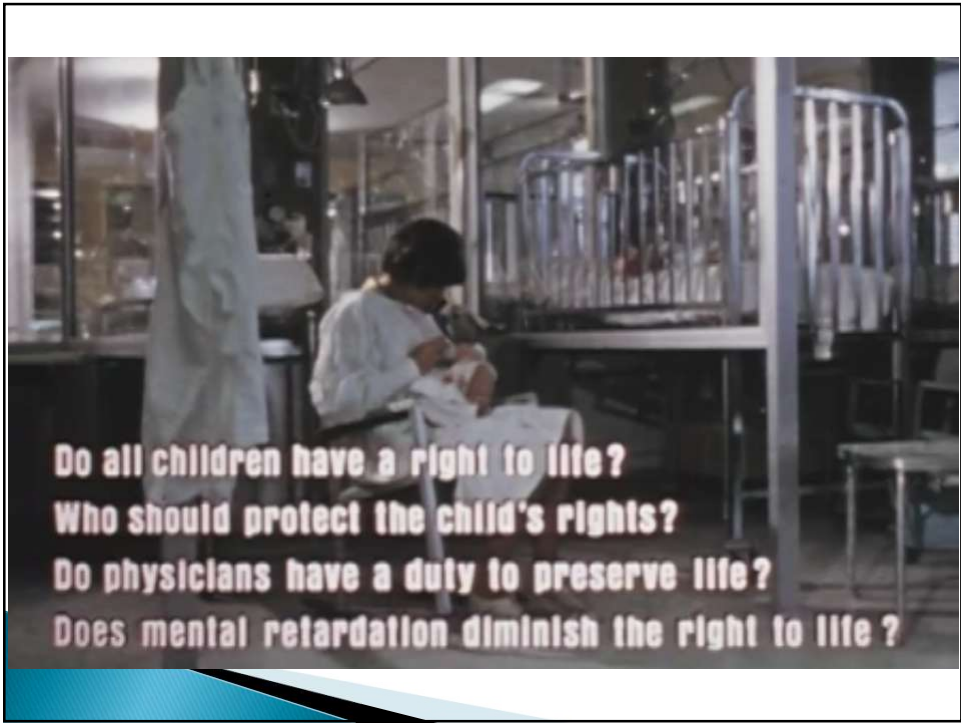 Do all children have a right to life?
Who should protect the child's rights?
Do physicians have a duty to preserve life?
Does mental retardation diminish the right to life?